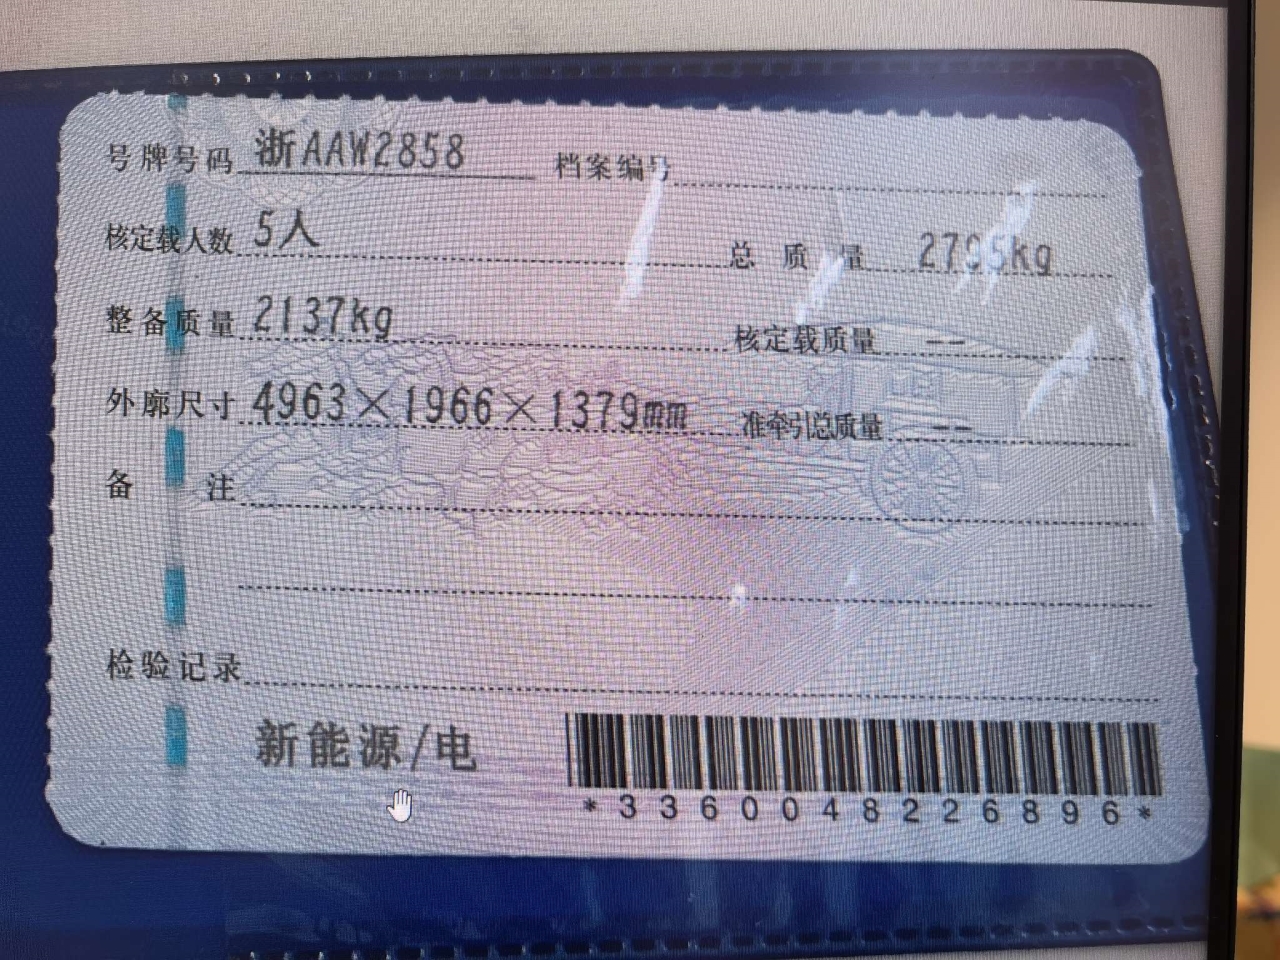 号牌号码 浙AAW2858 档案编号
核定载人数 5人 总质量
整备质量 2137kg 核定载质量 --
外廓尺寸 4963×1966×1379mm 准牵引总质量 --
备注
检验记录
新能源/电
*3360048226896*